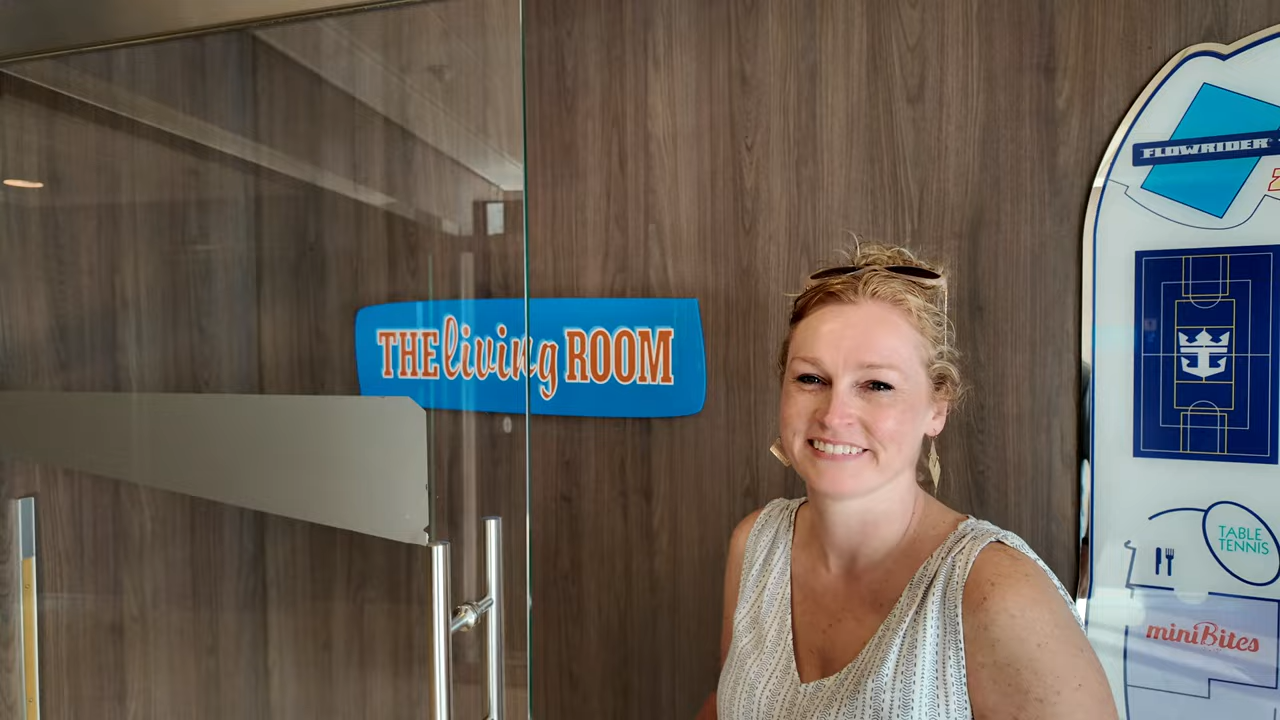 THE living ROOM
FLOWRIDER
TABLE
TENNIS
miniBites